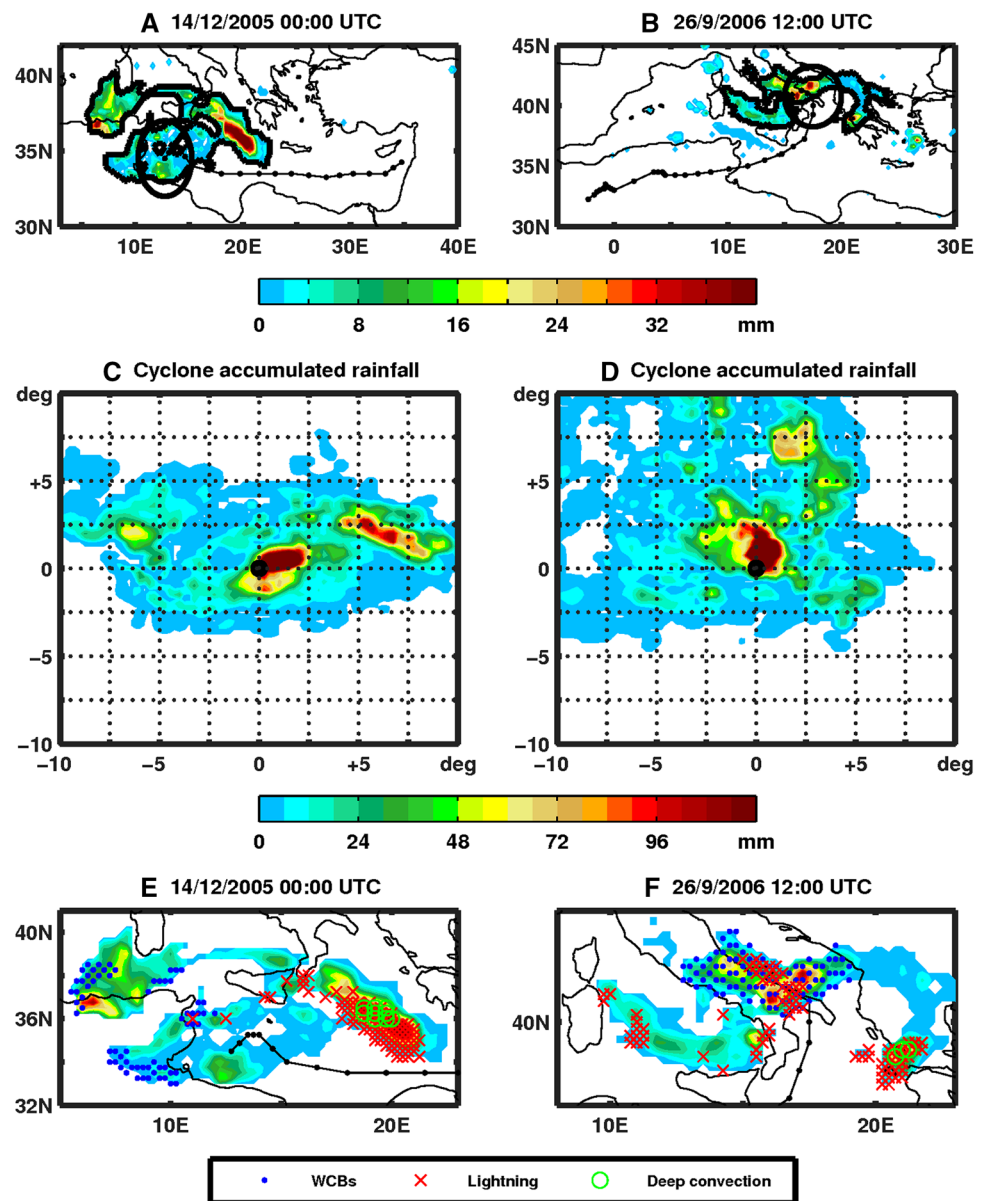 A 14/12/2005 00:00 UTC
B 26/9/2006 12:00 UTC
40N
35N
30N
10E 20E 30E 40E
45N
40N
35N
30N
0 10E 20E 30E
0 8 16 24 32 mm
C Cyclone accumulated rainfall
D Cyclone accumulated rainfall
deg
+5
0
−5
−10
−10 −5 0 +5 deg
deg
+5
0
−5
−10
−10 −5 0 +5 deg
0 24 48 72 96 mm
E 14/12/2005 00:00 UTC
F 26/9/2006 12:00 UTC
40N
36N
32N
10E 20E
40N
10E 20E
WCBs Lightning Deep convection